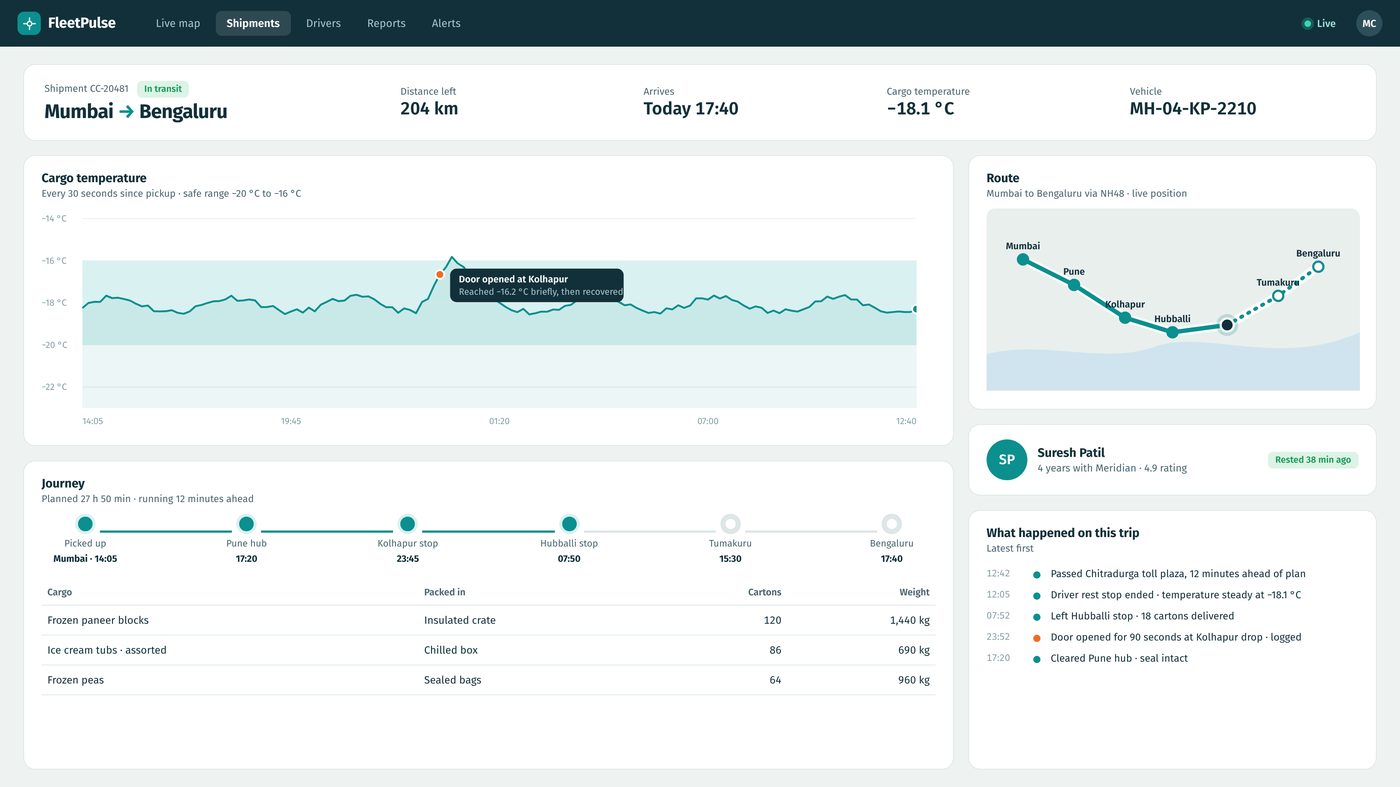 FleetPulse
Live map
Shipments
Drivers
Reports
Alerts
Live
MC
Shipment CC-20481
In transit
Mumbai → Bengaluru
Distance left
204 km
Arrives
Today 17:40
Cargo temperature
−18.1 °C
Vehicle
MH-04-KP-2210
Cargo temperature
Every 30 seconds since pickup · safe range −20 °C to −16 °C
−14 °C
−16 °C
−18 °C
−20 °C
−22 °C
Door opened at Kolhapur
Reached −16.2 °C briefly, then recovered
14:05
19:45
01:20
07:00
12:40
Route
Mumbai to Bengaluru via NH48 · live position
Mumbai
Pune
Kolhapur
Hubballi
Tumakuru
Bengaluru
SP
Suresh Patil
4 years with Meridian · 4.9 rating
Rested 38 min ago
Journey
Planned 27 h 50 min · running 12 minutes ahead
Picked up
Mumbai · 14:05
Pune hub
17:20
Kolhapur stop
23:45
Hubballi stop
07:50
Tumakuru
15:30
Bengaluru
17:40
Cargo Packed in Cartons Weight
Frozen paneer blocks Insulated crate 120 1,440 kg
Ice cream tubs · assorted Chilled box 86 690 kg
Frozen peas Sealed bags 64 960 kg
What happened on this trip
Latest first
12:42 Passed Chitradurga toll plaza, 12 minutes ahead of plan
12:05 Driver rest stop ended · temperature steady at −18.1 °C
07:52 Left Hubballi stop · 18 cartons delivered
23:52 Door opened for 90 seconds at Kolhapur drop · logged
17:20 Cleared Pune hub · seal intact